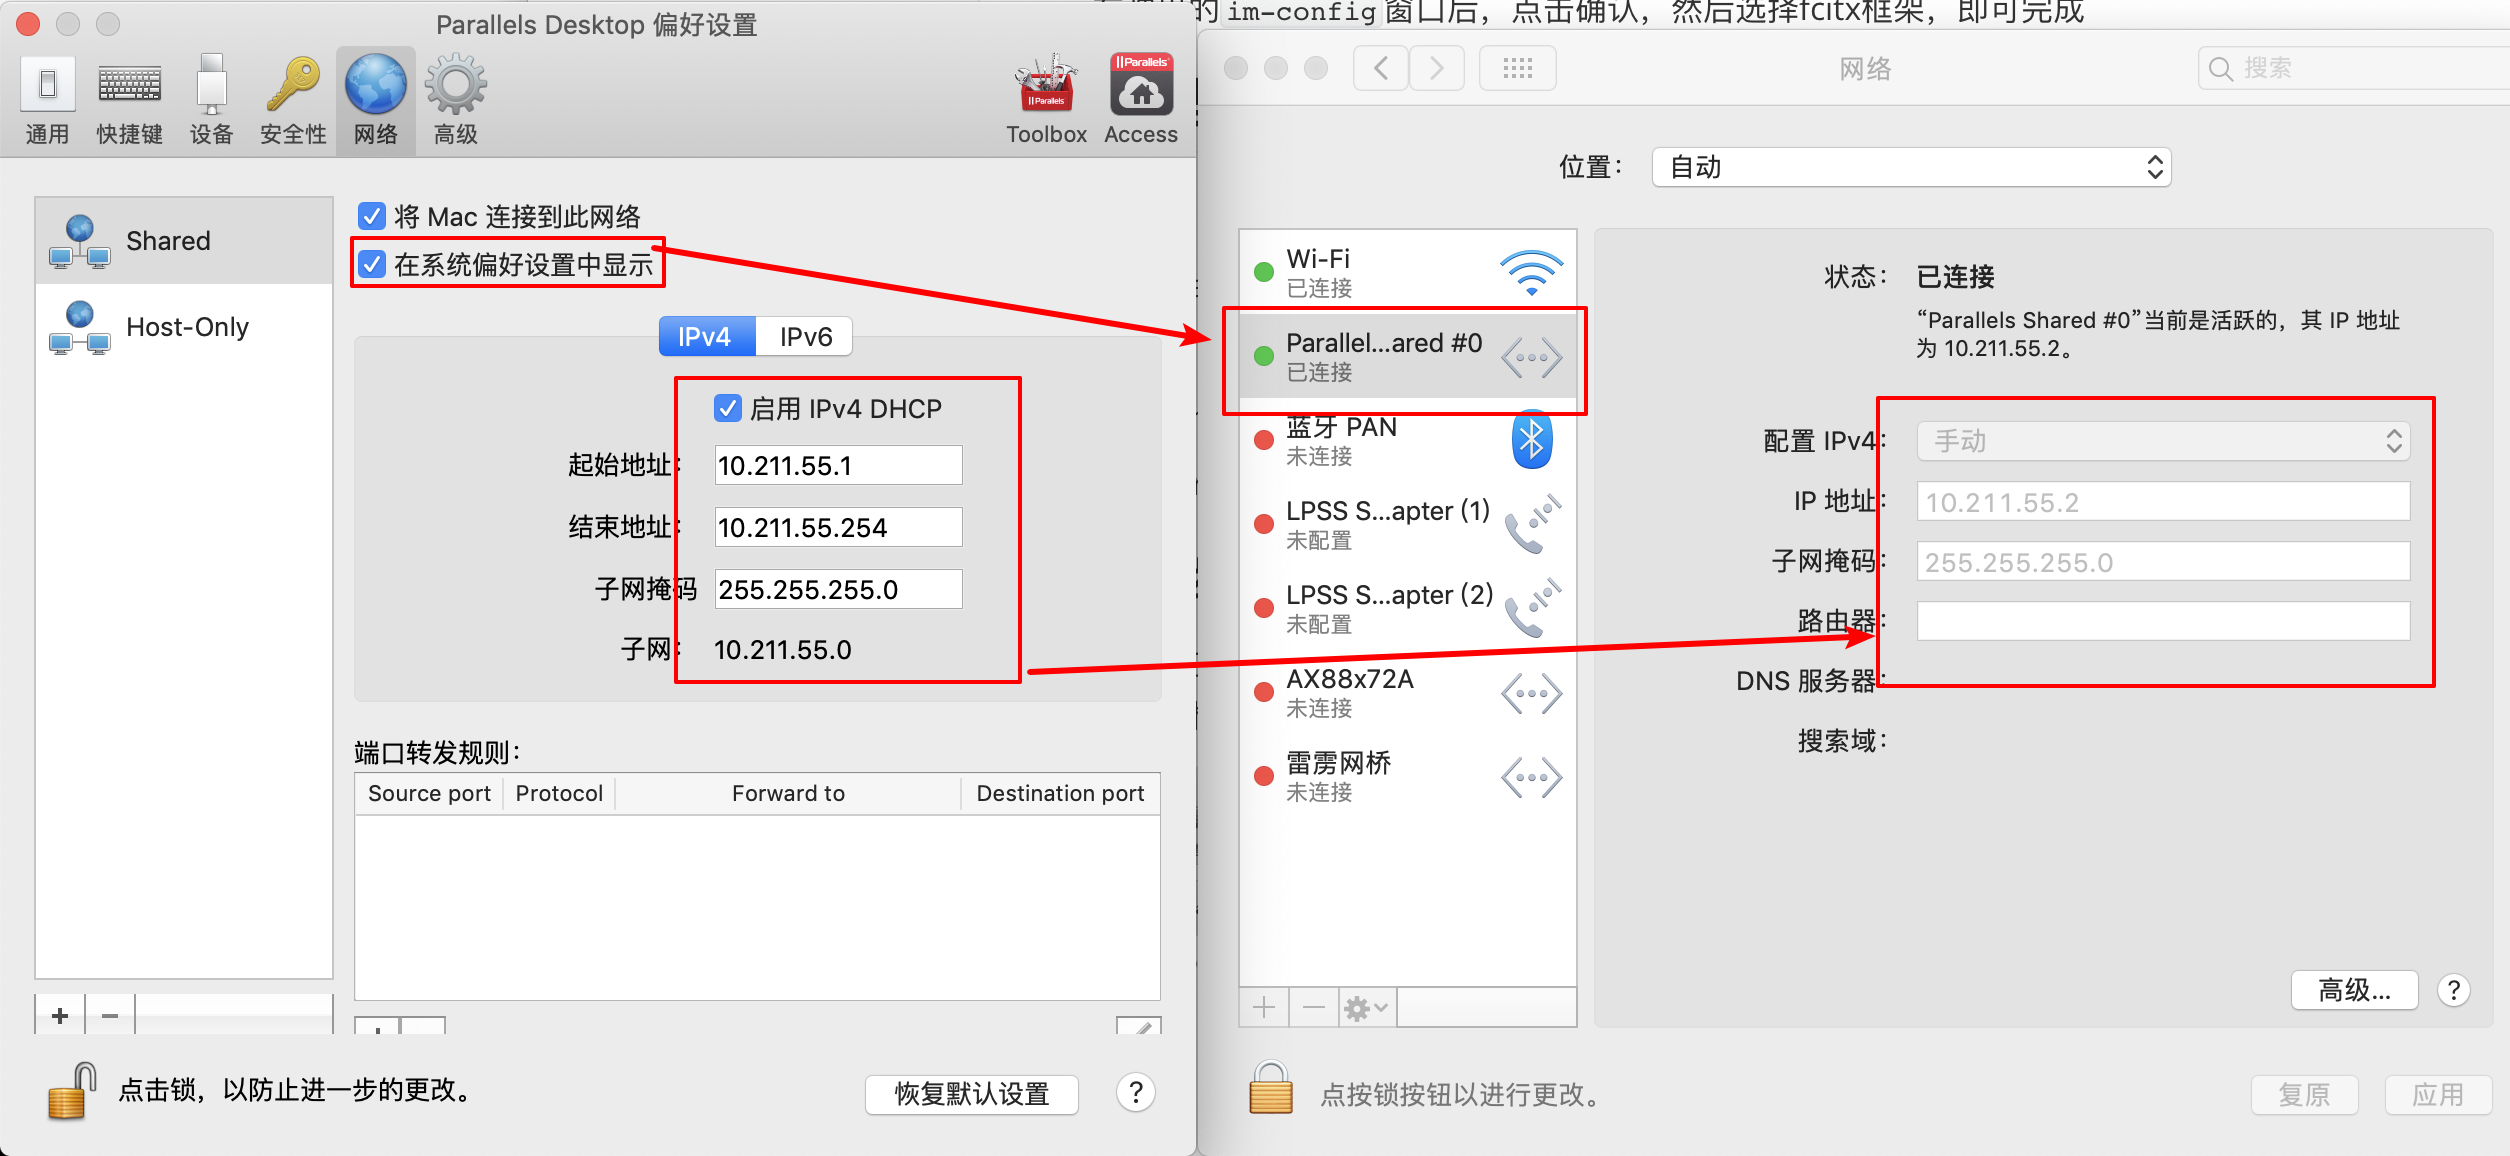 的im-config窗口后，点击确认，然后选择fcitx框架，即可完成
Parallels Desktop 偏好设置
通用
快捷键
设备
安全性
网络
高级
Parallels
Toolbox
Parallels
Access
Shared
Host-Only
将 Mac 连接到此网络
在系统偏好设置中显示
IPv4
IPv6
启用 IPv4 DHCP
起始地址：
10.211.55.1
结束地址：
10.211.55.254
子网掩码
255.255.255.0
子网：
10.211.55.0
端口转发规则：
Source port
Protocol
Forward to
Destination port
点击锁，以防止进一步的更改。
恢复默认设置
?
网络
搜索
位置：
自动
Wi-Fi
已连接
Parallel...ared #0
已连接
蓝牙 PAN
未连接
LPSS S...apter (1)
未配置
LPSS S...apter (2)
未配置
AX88x72A
未连接
雷雳网桥
未连接
状态：
已连接
“Parallels Shared #0”当前是活跃的，其 IP 地址
为 10.211.55.2。
配置 IPv4：
手动
IP 地址：
10.211.55.2
子网掩码：
255.255.255.0
路由器：
DNS 服务器：
搜索域：
高级...
?
点按锁按钮以进行更改。
复原
应用